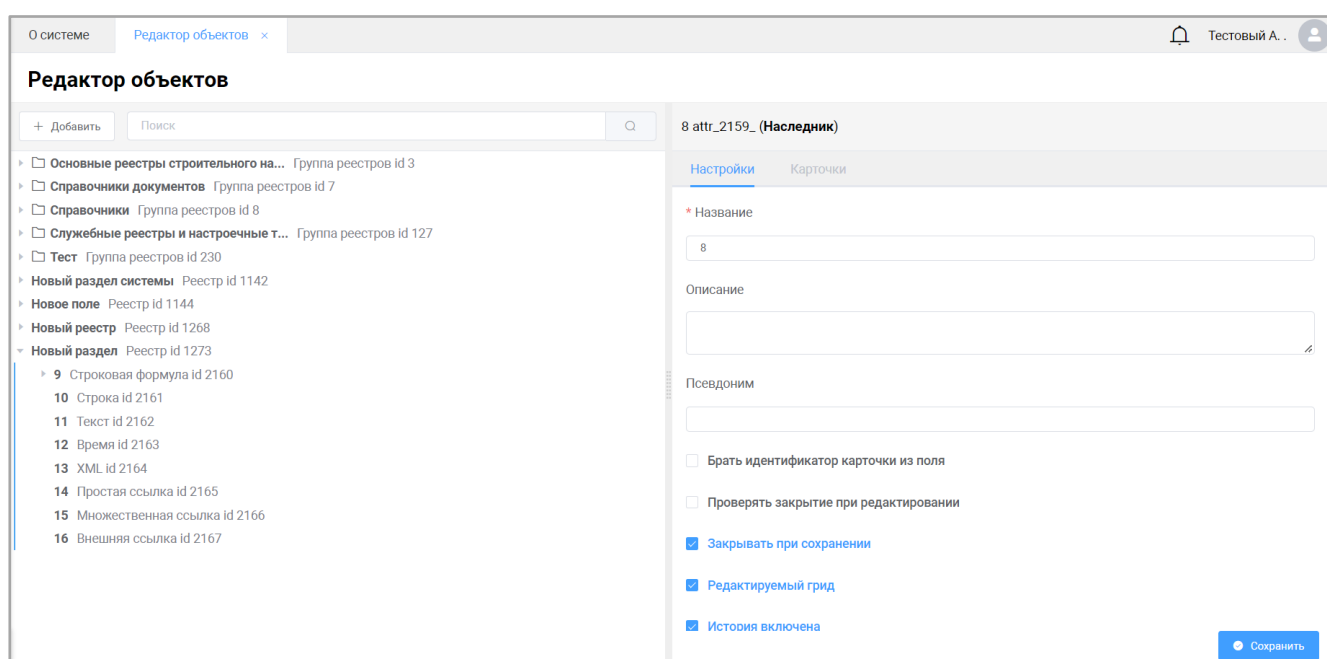 О системе
Редактор объектов ×
Тестовый А. .
Редактор объектов
+ Добавить
Поиск
Основные реестры строительного на... Группа реестров id 3
Справочники документов Группа реестров id 7
Справочники Группа реестров id 8
Служебные реестры и настроечные т... Группа реестров id 127
Тест Группа реестров id 230
Новый раздел системы Реестр id 1142
Новое поле Реестр id 1144
Новый реестр Реестр id 1268
Новый раздел Реестр id 1273
9 Строковая формула id 2160
10 Строка id 2161
11 Текст id 2162
12 Время id 2163
13 XML id 2164
14 Простая ссылка id 2165
15 Множественная ссылка id 2166
16 Внешняя ссылка id 2167
8 attr_2159_ (Наследник)
Настройки
Карточки
* Название
8
Описание
Псевдоним
Брать идентификатор карточки из поля
Проверять закрытие при редактировании
Закрывать при сохранении
Редактируемый грид
История включена
Сохранить